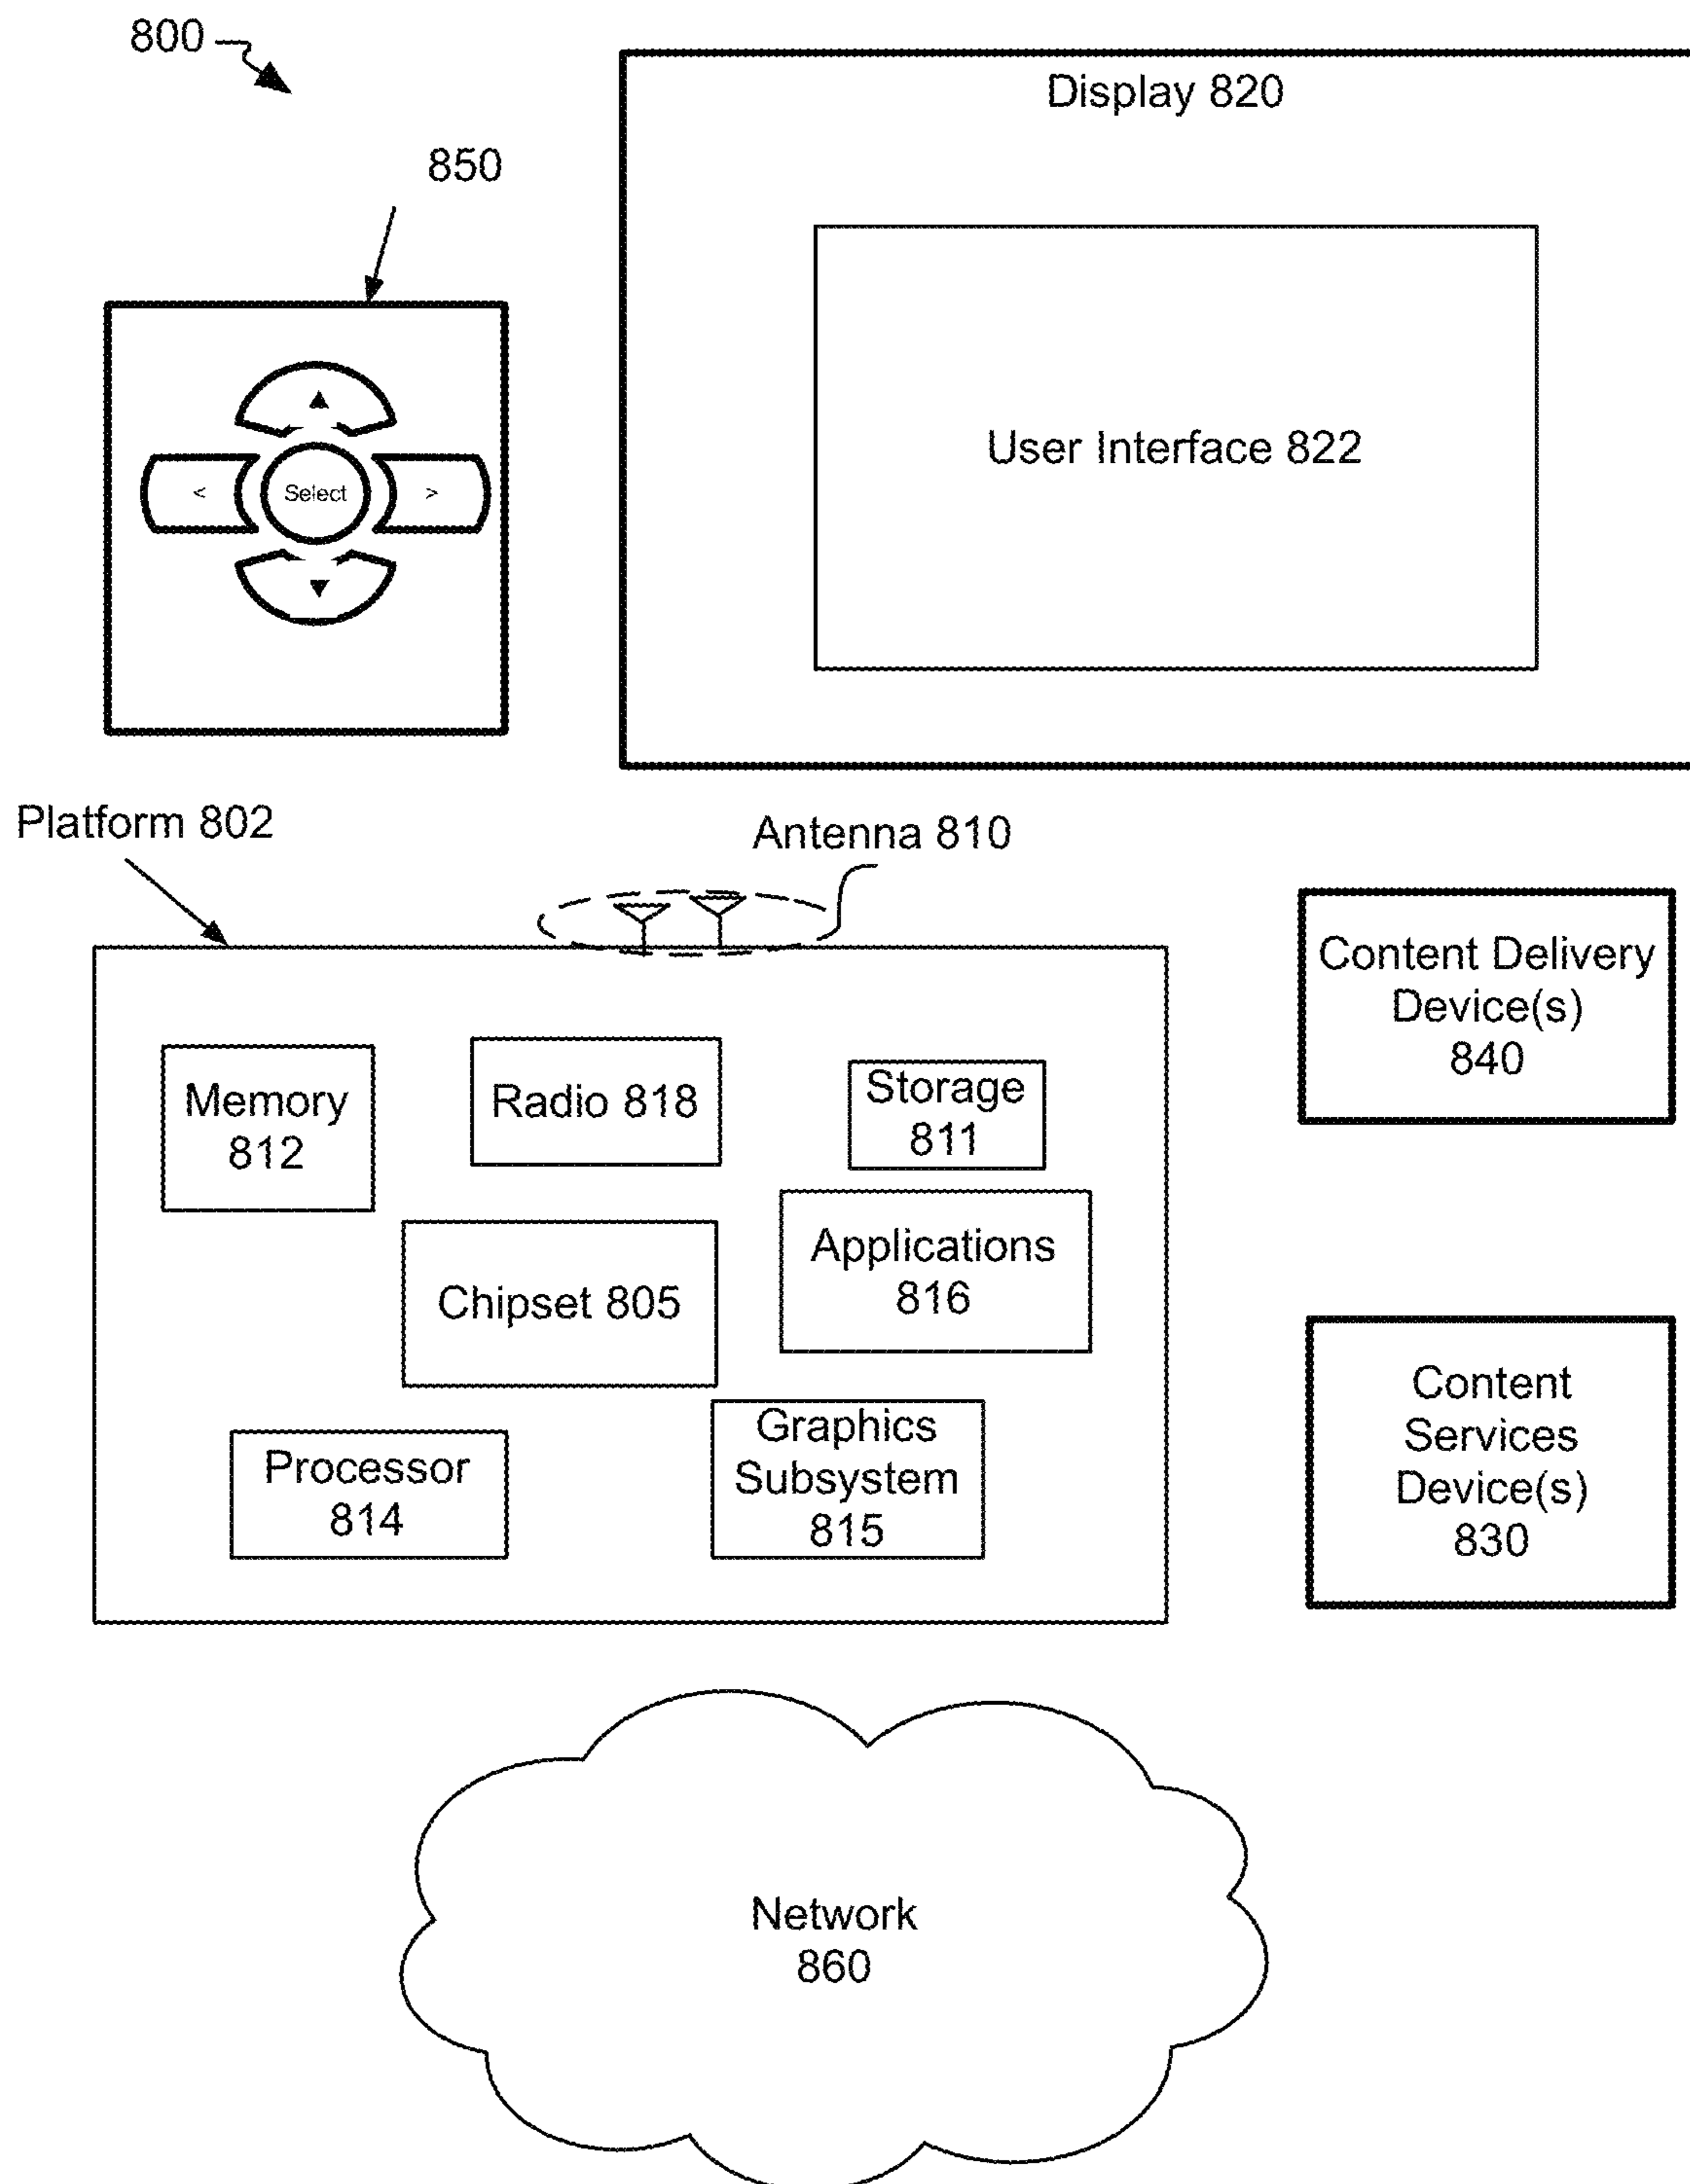 800
Display 820
850
User Interface 822
<
Select
>
Platform 802
Antenna 810
Content Delivery
Device(s)
840
Memory
812
Radio 818
Storage
811
Applications
816
Chipset 805
Content
Services
Device(s)
830
Processor
814
Graphics
Subsystem
815
Network
860